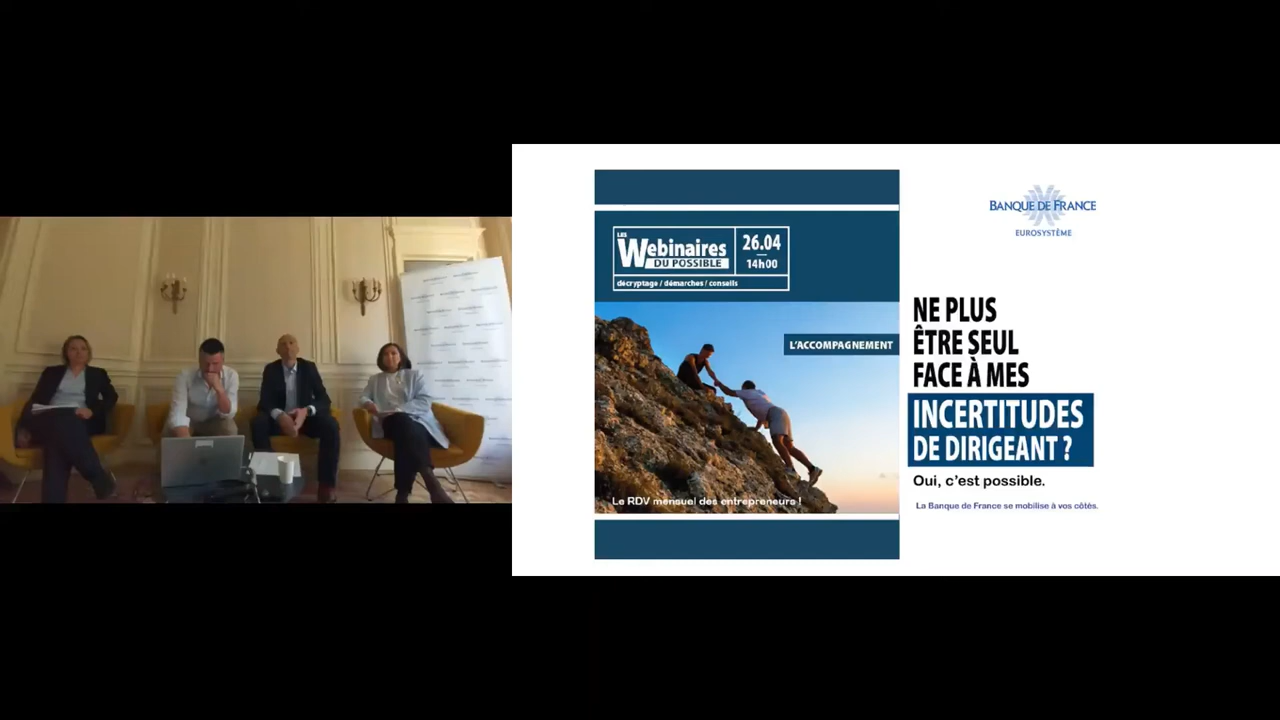 LES
Webinaires
DU POSSIBLE
26.04
14h00
décryptage / démarches / conseils
L'ACCOMPAGNEMENT
Le RDV mensuel des entrepreneurs !
BANQUE DE FRANCE
EUROSYSTÈME
NE PLUS
ÊTRE SEUL
FACE À MES
INCERTITUDES
DE DIRIGEANT ?
Oui, c'est possible.
La Banque de France se mobilise à vos côtés.